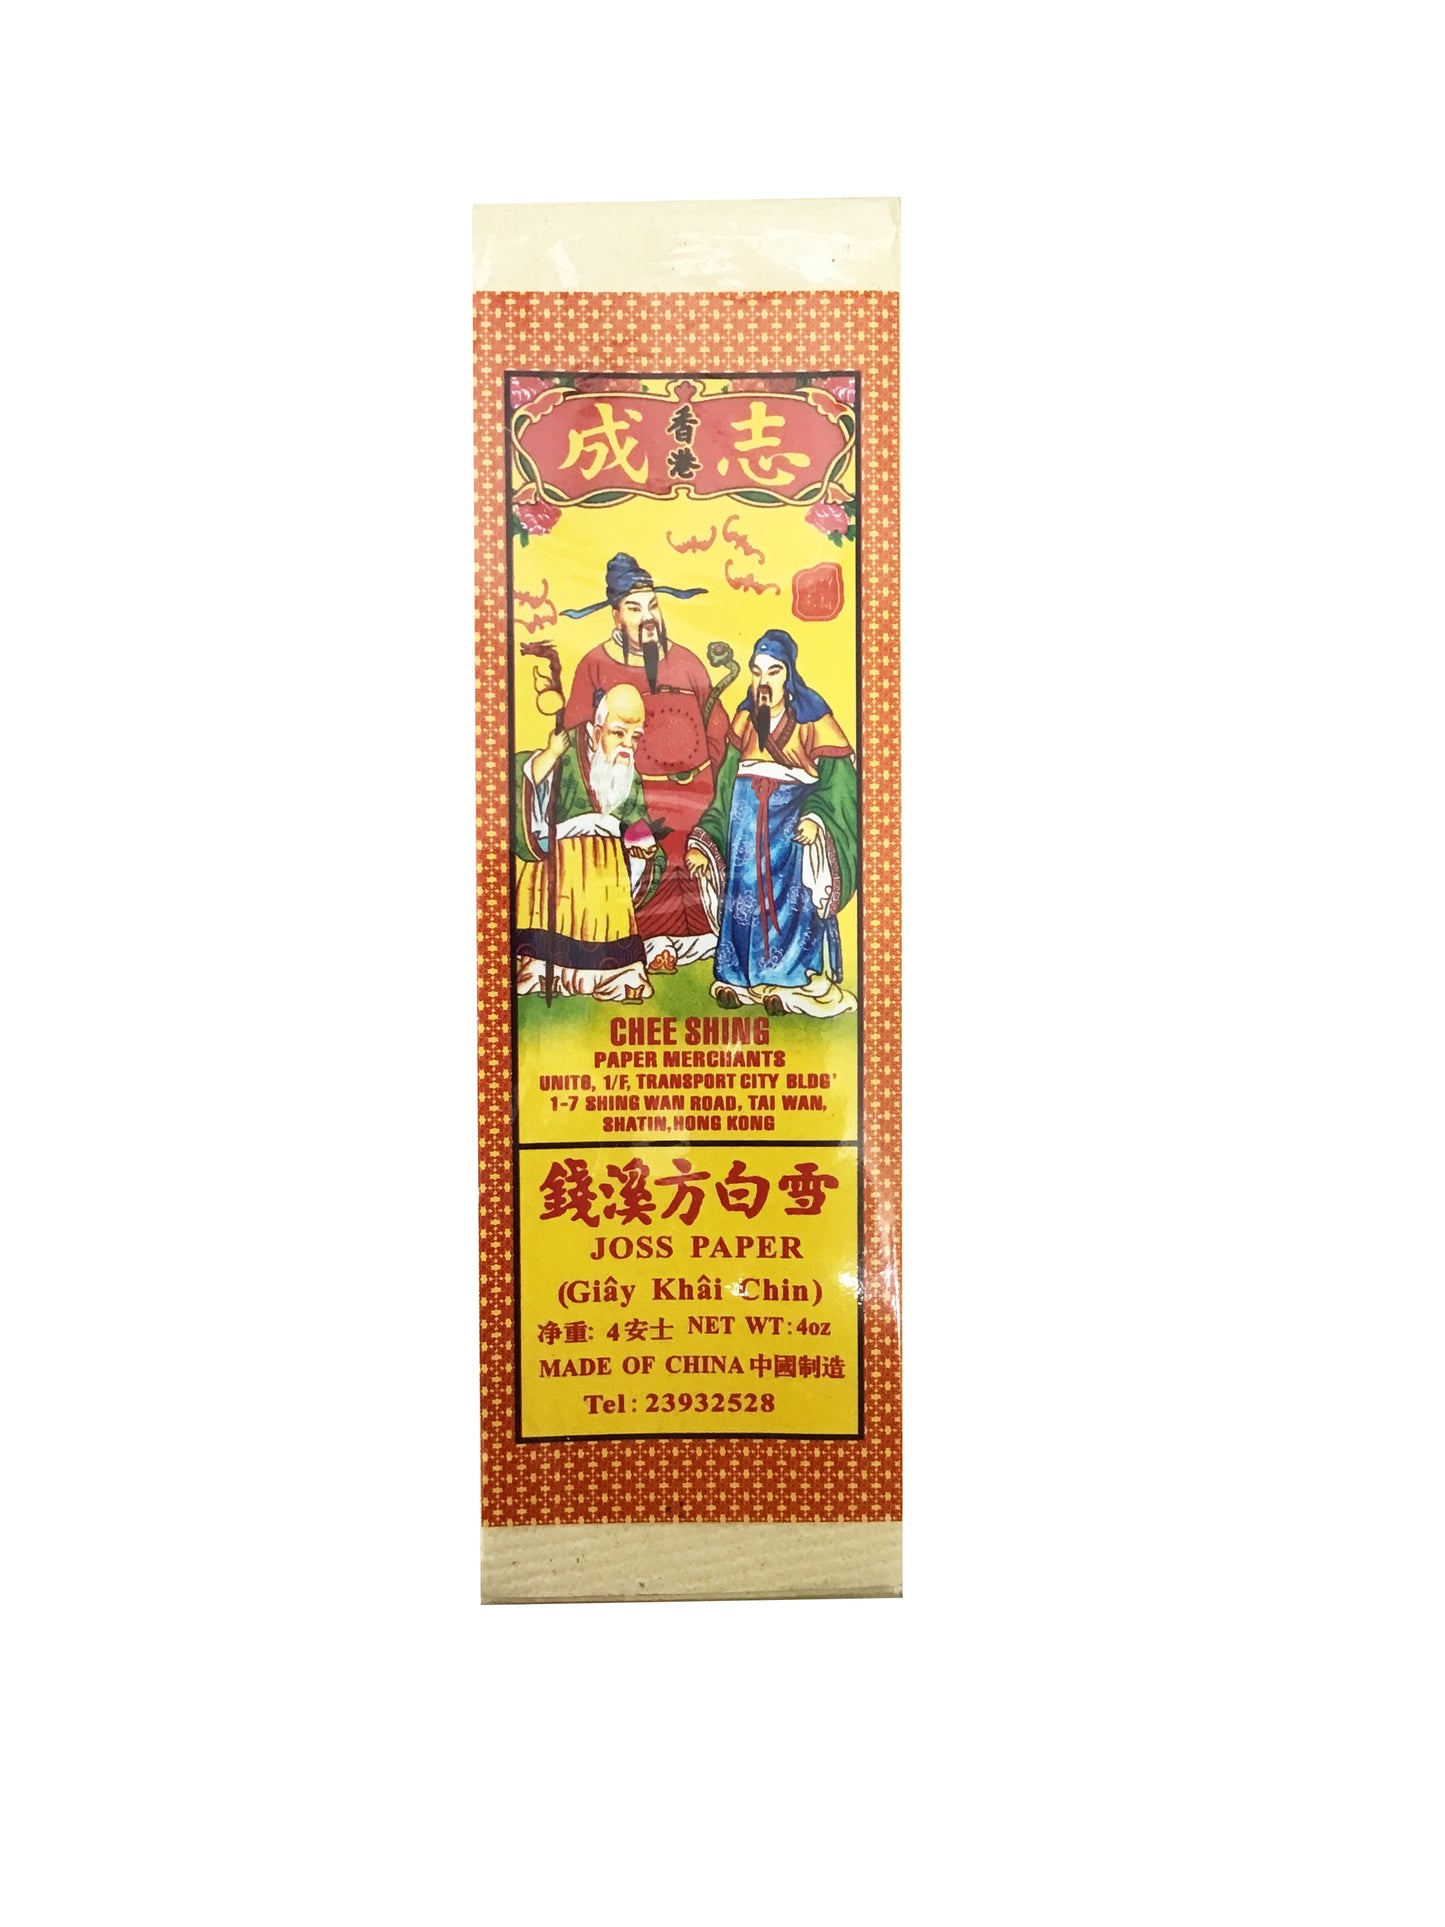 香港
志成
CHEE SHING
PAPER MERCHANTS
UNIT8, 1/F, TRANSPORT CITY BLDG'
1-7 SHING WAN ROAD, TAI WAN,
SHATIN,HONG KONG
雪白方溪錢
JOSS PAPER
(Giây Khâi Chin)
净重: 4安士 NET WT:4oz
MADE OF CHINA 中國制造
Tel:23932528